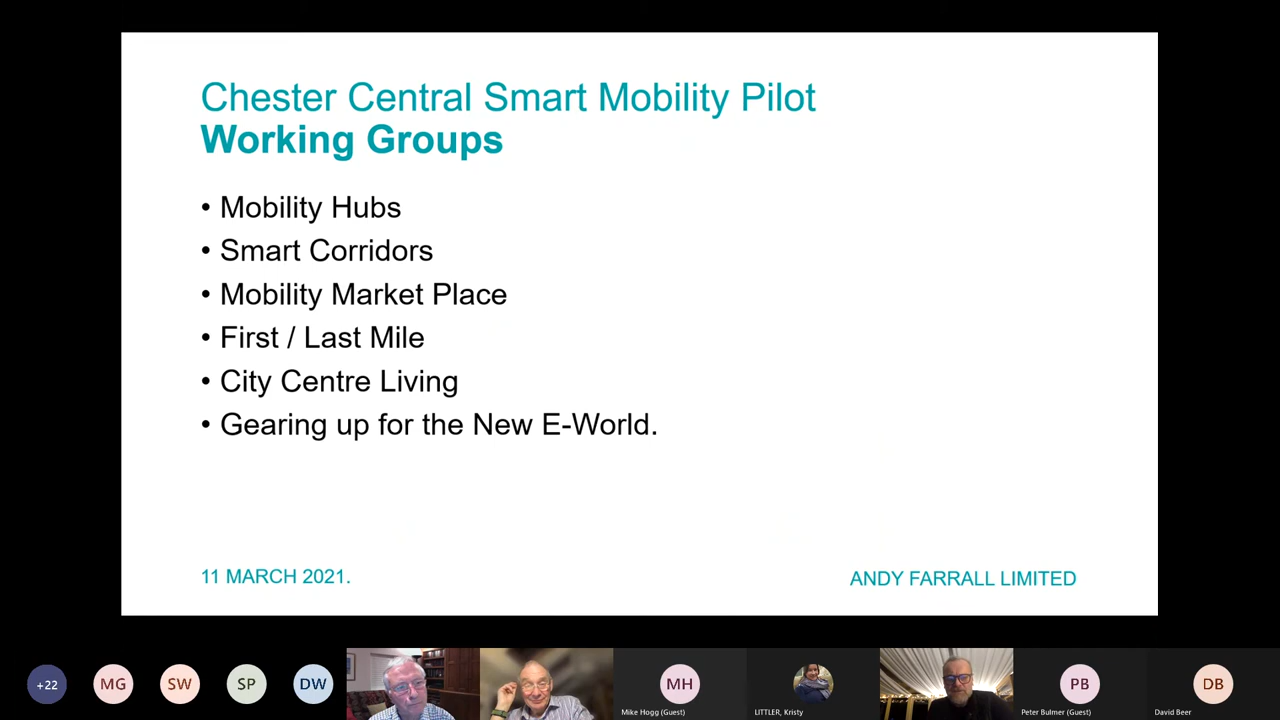 Chester Central Smart Mobility Pilot
Working Groups
• Mobility Hubs
• Smart Corridors
• Mobility Market Place
• First / Last Mile
• City Centre Living
• Gearing up for the New E-World.
11 MARCH 2021.
ANDY FARRALL LIMITED
+22
MG
SW
SP
DW
MH
Mike Hogg (Guest)
LITTLER, Kristy
PB
Peter Bulmer (Guest)
DB
David Beer